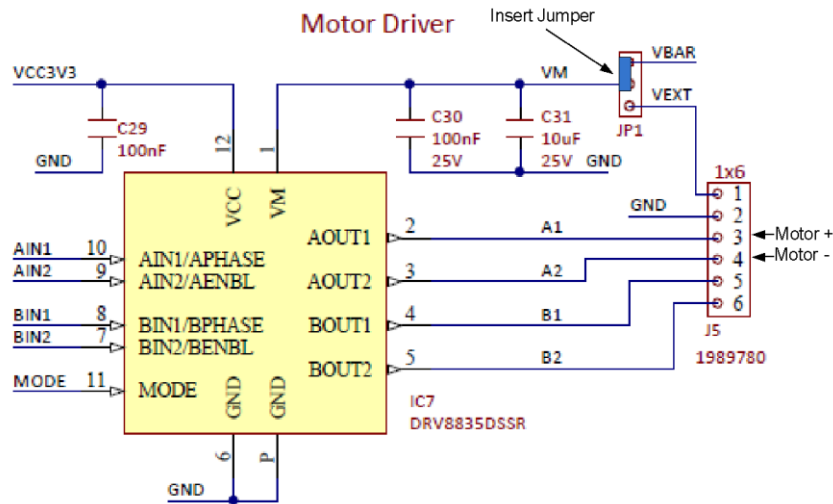 Motor Driver
Insert Jumper
VCC3V3
VM
VBAR
VEXT
JP1
C29
100nF
GND
C30
100nF
25V
C31
10uF
25V
GND
12
1
VCC
VM
1x6
GND
1
2
3
4
5
6
Motor +
Motor -
J5
1989780
AIN1 10 AIN1/APHASE
AIN2 9 AIN2/AENBL
BIN1 8 BIN1/BPHASE
BIN2 7 BIN2/BENBL
MODE 11 MODE
AOUT1 2 A1
AOUT2 3 A2
BOUT1 4 B1
BOUT2 5 B2
GND
GND
6
P
GND
IC7
DRV8835DSSR